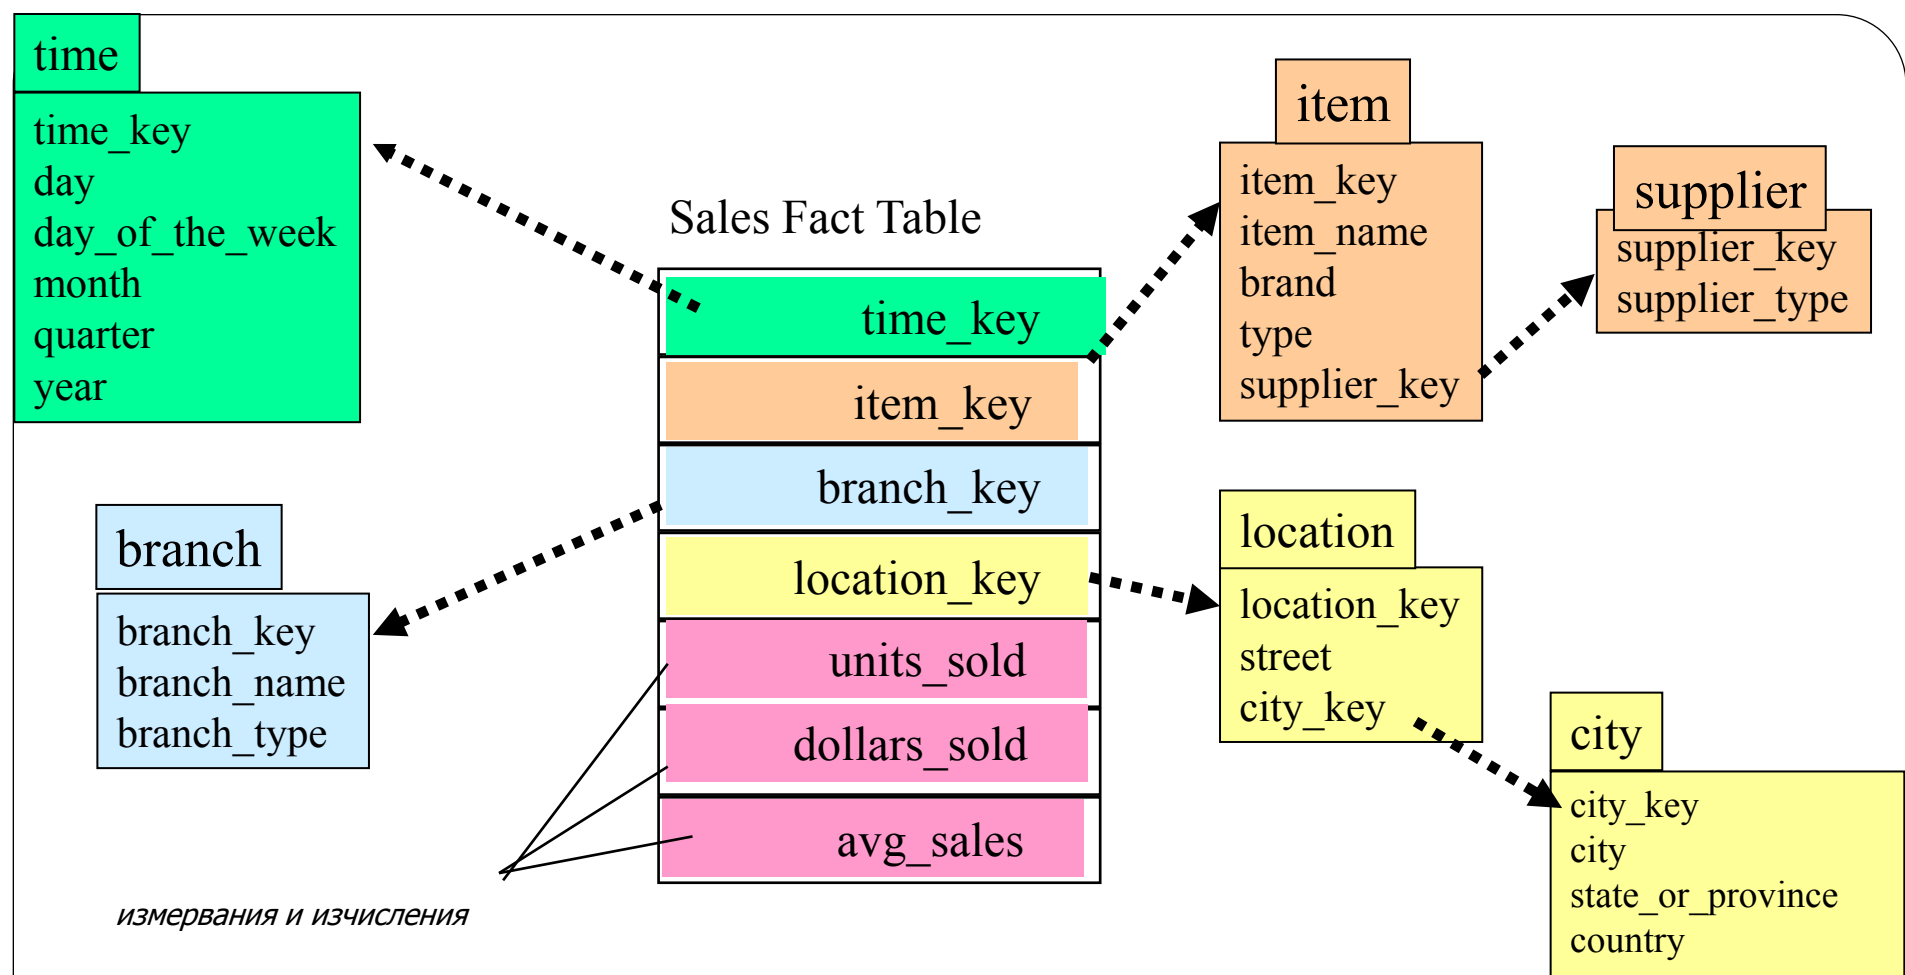 time
time_key
day
day_of_the_week
month
quarter
year
branch
branch_key
branch_name
branch_type
Sales Fact Table
time_key
item_key
branch_key
location_key
units_sold
dollars_sold
avg_sales
измервания и изчисления
item
item_key
item_name
brand
type
supplier_key
supplier
supplier_key
supplier_type
location
location_key
street
city_key
city
city_key
city
state_or_province
country